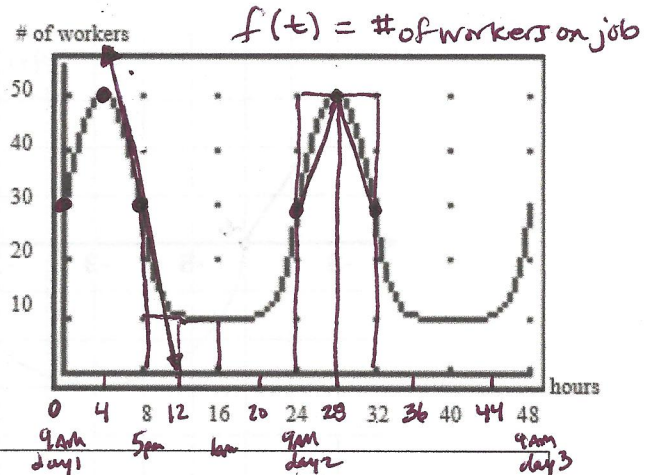 f(t) = # of workers on job
# of workers
50
40
30
20
10
hours
0 4 8 12 16 20 24 28 32 36 40 44 48
9AM 5pm 1am 9AM 9AM
day1 day2 day3